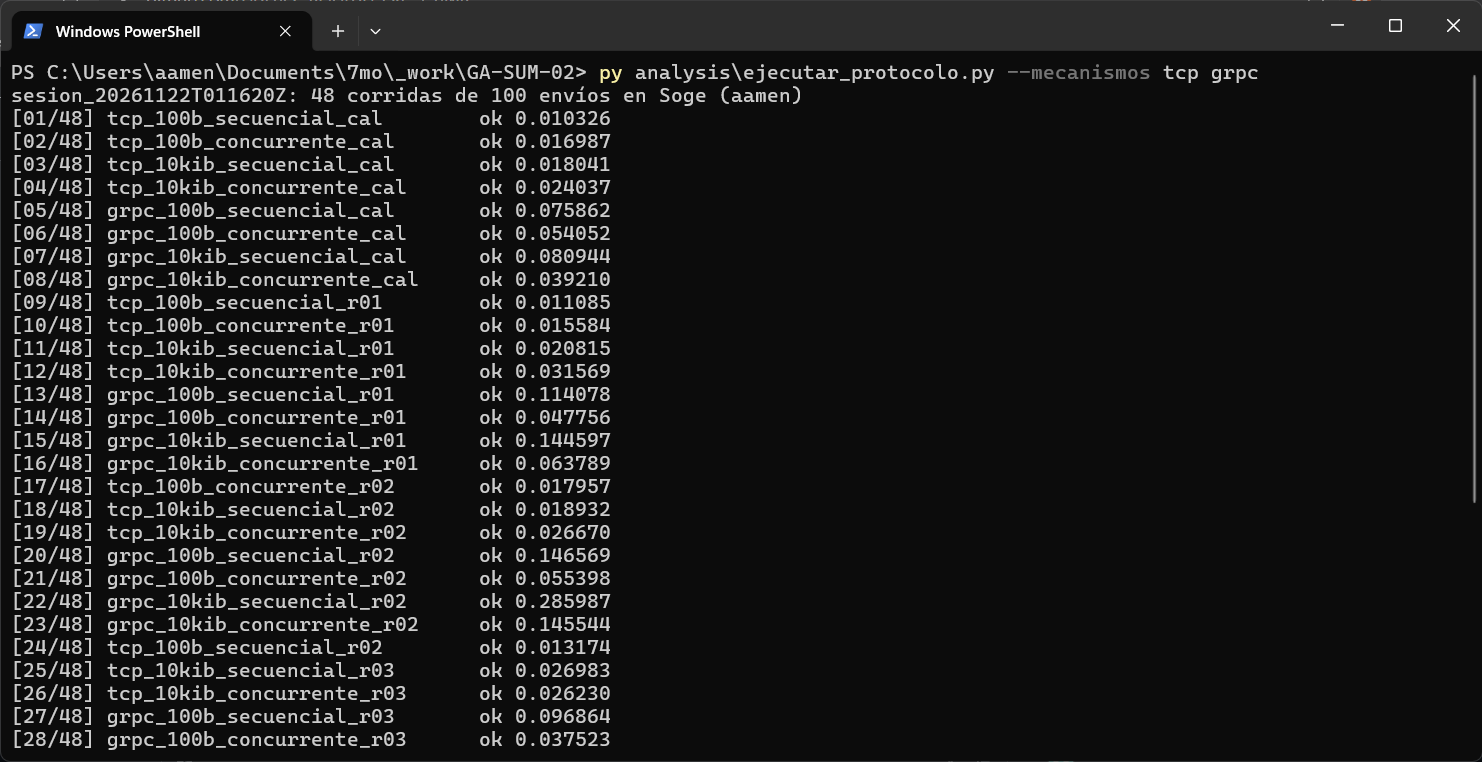 Windows PowerShell
PS C:\Users\aamen\Documents\7mo\_work\GA-SUM-02> py analysis\ejecutar_protocolo.py --mecanismos tcp grpc
sesion_20261122T011620Z: 48 corridas de 100 envíos en Soge (aamen)
[01/48] tcp_100b_secuencial_cal ok 0.010326
[02/48] tcp_100b_concurrente_cal ok 0.016987
[03/48] tcp_10kib_secuencial_cal ok 0.018041
[04/48] tcp_10kib_concurrente_cal ok 0.024037
[05/48] grpc_100b_secuencial_cal ok 0.075862
[06/48] grpc_100b_concurrente_cal ok 0.054052
[07/48] grpc_10kib_secuencial_cal ok 0.080944
[08/48] grpc_10kib_concurrente_cal ok 0.039210
[09/48] tcp_100b_secuencial_r01 ok 0.011085
[10/48] tcp_100b_concurrente_r01 ok 0.015584
[11/48] tcp_10kib_secuencial_r01 ok 0.020815
[12/48] tcp_10kib_concurrente_r01 ok 0.031569
[13/48] grpc_100b_secuencial_r01 ok 0.114078
[14/48] grpc_100b_concurrente_r01 ok 0.047756
[15/48] grpc_10kib_secuencial_r01 ok 0.144597
[16/48] grpc_10kib_concurrente_r01 ok 0.063789
[17/48] tcp_100b_concurrente_r02 ok 0.017957
[18/48] tcp_10kib_secuencial_r02 ok 0.018932
[19/48] tcp_10kib_concurrente_r02 ok 0.026670
[20/48] grpc_100b_secuencial_r02 ok 0.146569
[21/48] grpc_100b_concurrente_r02 ok 0.055398
[22/48] grpc_10kib_secuencial_r02 ok 0.285987
[23/48] grpc_10kib_concurrente_r02 ok 0.145544
[24/48] tcp_100b_secuencial_r02 ok 0.013174
[25/48] tcp_10kib_secuencial_r03 ok 0.026983
[26/48] tcp_10kib_concurrente_r03 ok 0.026230
[27/48] grpc_100b_secuencial_r03 ok 0.096864
[28/48] grpc_100b_concurrente_r03 ok 0.037523